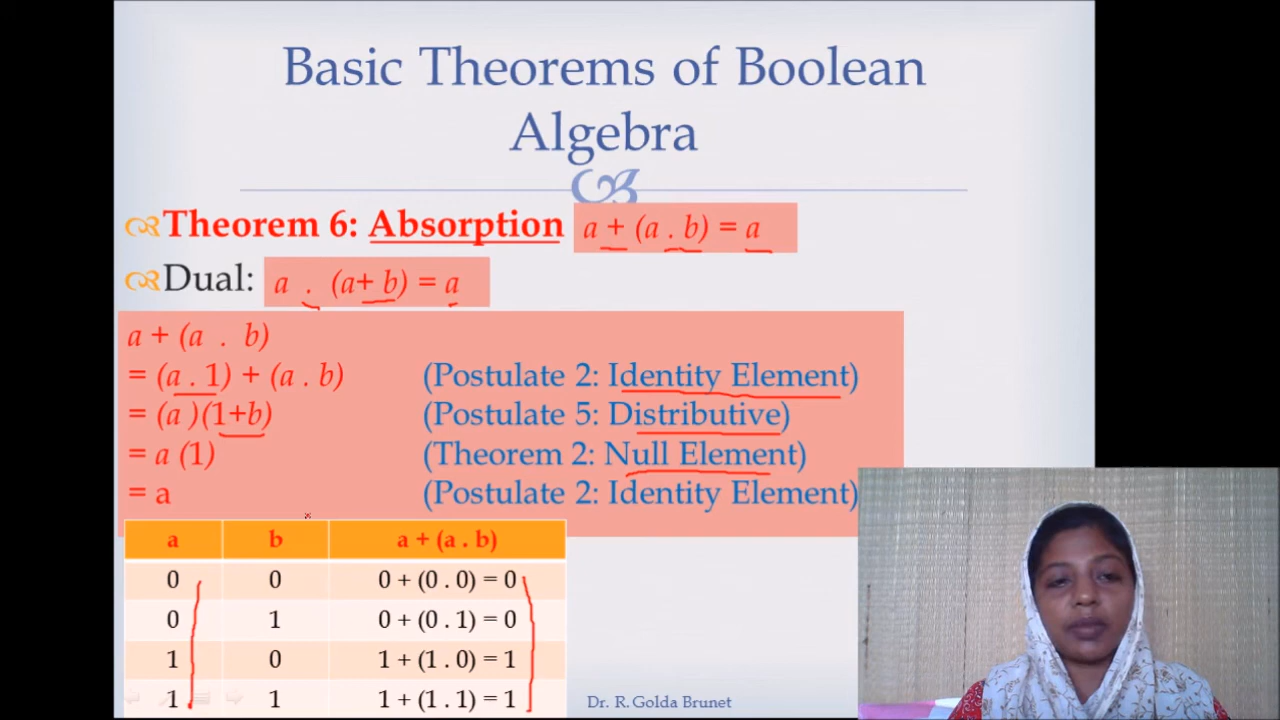 Basic Theorems of Boolean
Algebra
Theorem 6: Absorption a + (a . b) = a
Dual: a . (a+ b) = a
a + (a . b)
= (a . 1) + (a . b) (Postulate 2: Identity Element)
= (a )(1+b) (Postulate 5: Distributive)
= a (1) (Theorem 2: Null Element)
= a (Postulate 2: Identity Element)
a b a + (a . b)
0 0 0 + (0 . 0) = 0
0 1 0 + (0 . 1) = 0
1 0 1 + (1 . 0) = 1
1 1 1 + (1 . 1) = 1
Dr. R.Golda Brunet